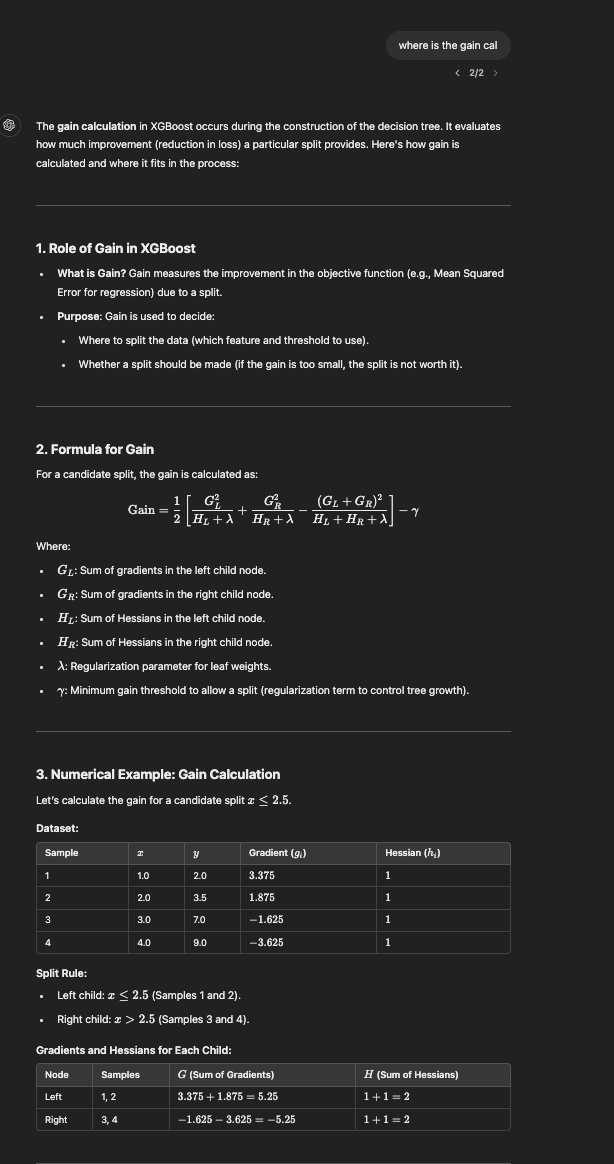 where is the gain cal
< 2/2 >
The gain calculation in XGBoost occurs during the construction of the decision tree. It evaluates
how much improvement (reduction in loss) a particular split provides. Here's how gain is
calculated and where it fits in the process:
1. Role of Gain in XGBoost
• What is Gain? Gain measures the improvement in the objective function (e.g., Mean Squared
Error for regression) due to a split.
• Purpose: Gain is used to decide:
• Where to split the data (which feature and threshold to use).
• Whether a split should be made (if the gain is too small, the split is not worth it).
2. Formula for Gain
For a candidate split, the gain is calculated as:
Gain = 1/2 [ G_L^2/(H_L + λ) + G_R^2/(H_R + λ) − (G_L + G_R)^2/(H_L + H_R + λ) ] − γ
Where:
• G_L: Sum of gradients in the left child node.
• G_R: Sum of gradients in the right child node.
• H_L: Sum of Hessians in the left child node.
• H_R: Sum of Hessians in the right child node.
• λ: Regularization parameter for leaf weights.
• γ: Minimum gain threshold to allow a split (regularization term to control tree growth).
3. Numerical Example: Gain Calculation
Let's calculate the gain for a candidate split x ≤ 2.5.
Dataset:
Sample x y Gradient (g_i) Hessian (h_i)
1 1.0 2.0 3.375 1
2 2.0 3.5 1.875 1
3 3.0 7.0 −1.625 1
4 4.0 9.0 −3.625 1
Split Rule:
• Left child: x ≤ 2.5 (Samples 1 and 2).
• Right child: x > 2.5 (Samples 3 and 4).
Gradients and Hessians for Each Child:
Node Samples G (Sum of Gradients) H (Sum of Hessians)
Left 1, 2 3.375 + 1.875 = 5.25 1 + 1 = 2
Right 3, 4 −1.625 − 3.625 = −5.25 1 + 1 = 2